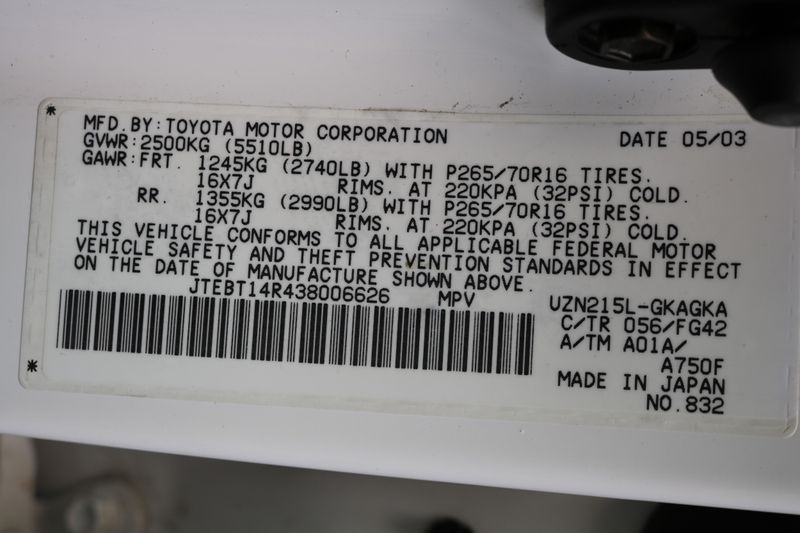 MFD.BY:TOYOTA MOTOR CORPORATION DATE 05/03
GVWR:2500KG (5510LB)
GAWR:FRT. 1245KG (2740LB) WITH P265/70R16 TIRES.
16X7J RIMS. AT 220KPA (32PSI) COLD.
RR. 1355KG (2990LB) WITH P265/70R16 TIRES.
16X7J RIMS. AT 220KPA (32PSI) COLD.
THIS VEHICLE CONFORMS TO ALL APPLICABLE FEDERAL MOTOR
VEHICLE SAFETY AND THEFT PREVENTION STANDARDS IN EFFECT
ON THE DATE OF MANUFACTURE SHOWN ABOVE.
JTEBT14R438006626 MPV UZN215L-GKAGKA
C/TR 056/FG42
A/TM A01A/
A750F
MADE IN JAPAN
NO.832